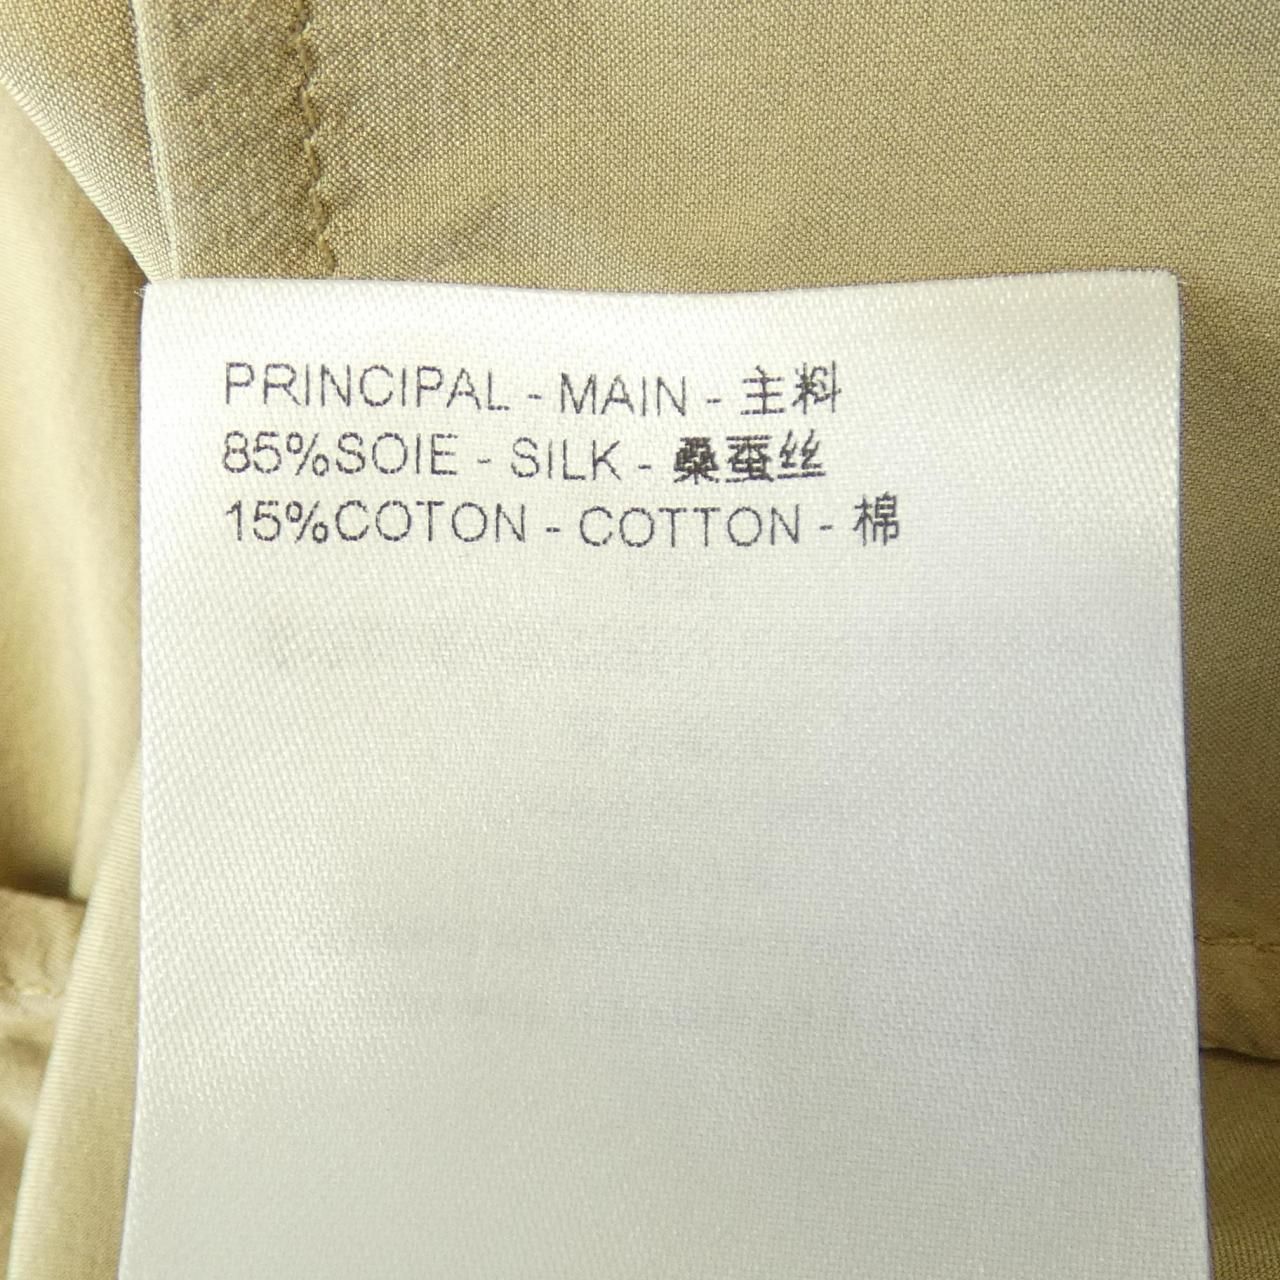 PRINCIPAL - MAIN - 主料
85%SOIE - SILK - 桑蚕丝
15%COTON - COTTON - 棉